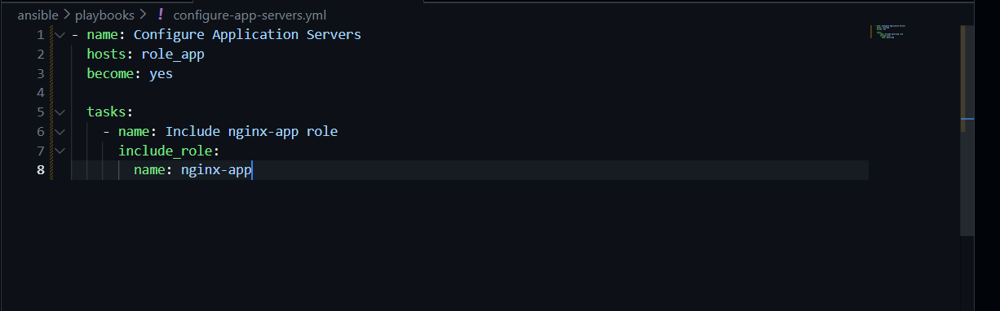 ansible > playbooks > ! configure-app-servers.yml
1 - name: Configure Application Servers
2 hosts: role_app
3 become: yes
4
5 tasks:
6 - name: Include nginx-app role
7 include_role:
8 name: nginx-app